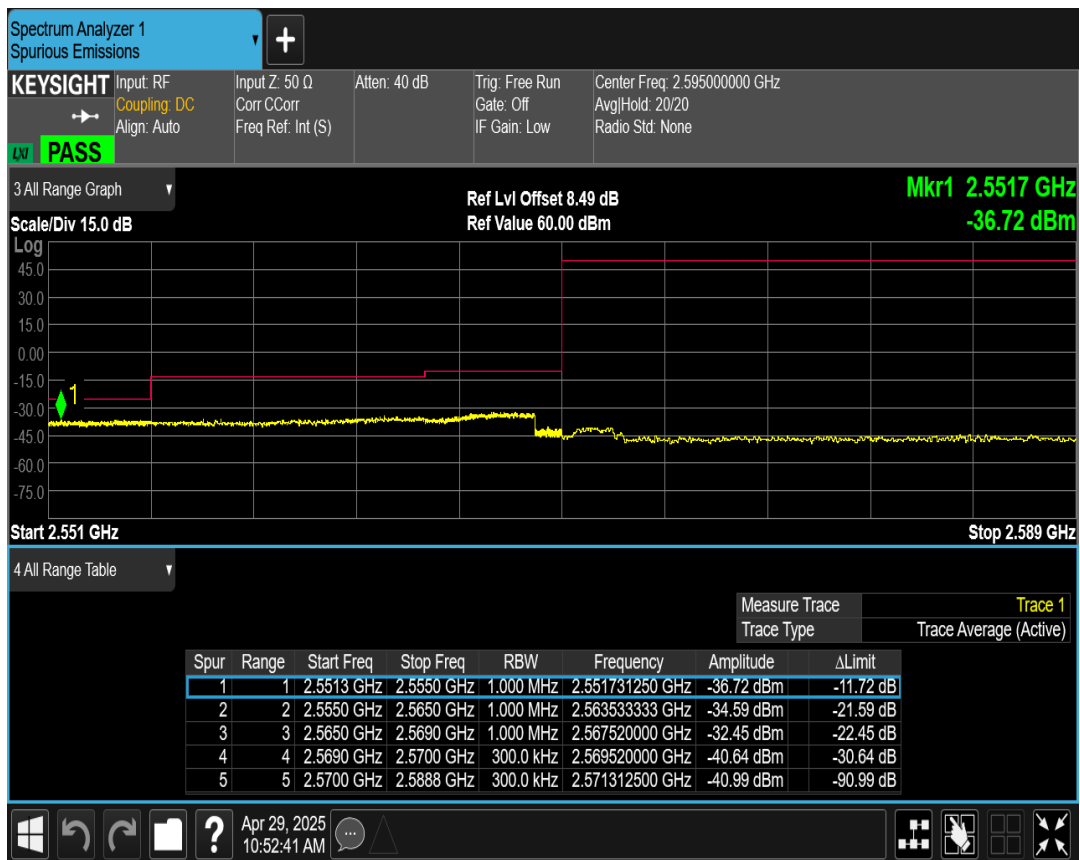 Spectrum Analyzer 1
Spurious Emissions
+
KEYSIGHT
LXI PASS
Input: RF
Coupling: DC
Align: Auto
Input Z: 50 Ω
Corr CCorr
Freq Ref: Int (S)
Atten: 40 dB
Trig: Free Run
Gate: Off
IF Gain: Low
Center Freq: 2.595000000 GHz
Avg|Hold: 20/20
Radio Std: None
3 All Range Graph
Scale/Div 15.0 dB
Ref Lvl Offset 8.49 dB
Ref Value 60.00 dBm
Mkr1 2.5517 GHz
-36.72 dBm
Log
45.0
30.0
15.0
0.00
-15.0
-30.0
-45.0
-60.0
-75.0
1
Start 2.551 GHz
Stop 2.589 GHz
4 All Range Table
Measure Trace Trace 1
Trace Type Trace Average (Active)
Spur Range Start Freq Stop Freq RBW Frequency Amplitude ΔLimit
1 1 2.5513 GHz 2.5550 GHz 1.000 MHz 2.551731250 GHz -36.72 dBm -11.72 dB
2 2 2.5550 GHz 2.5650 GHz 1.000 MHz 2.563533333 GHz -34.59 dBm -21.59 dB
3 3 2.5650 GHz 2.5690 GHz 1.000 MHz 2.567520000 GHz -32.45 dBm -22.45 dB
4 4 2.5690 GHz 2.5700 GHz 300.0 kHz 2.569520000 GHz -40.64 dBm -30.64 dB
5 5 2.5700 GHz 2.5888 GHz 300.0 kHz 2.571312500 GHz -40.99 dBm -90.99 dB
?
Apr 29, 2025
10:52:41 AM